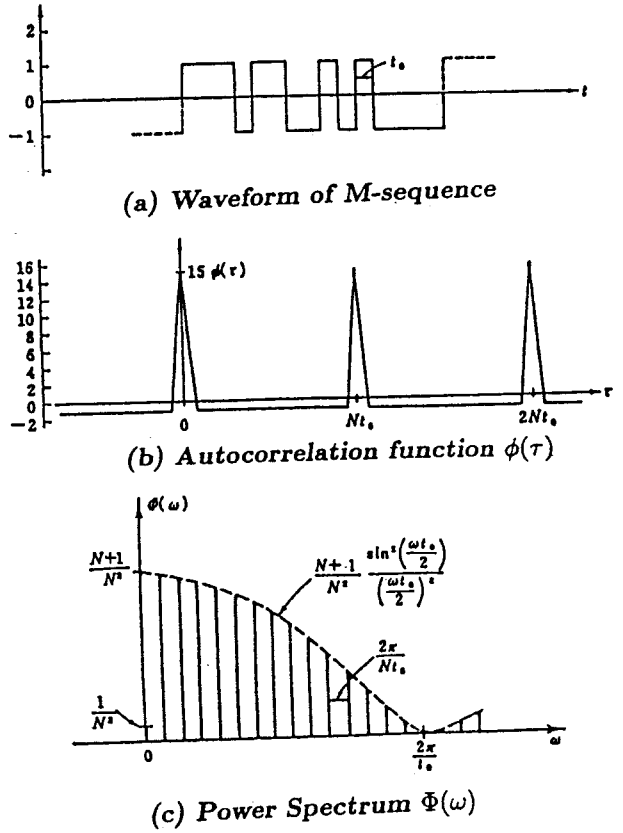 2
1
0
−1
t₀
t
(a) Waveform of M-sequence
16
14
12
10
8
6
4
2
0
−2
15 ϕ(τ)
τ
0
Nt₀
2Nt₀
(b) Autocorrelation function ϕ(τ)
Φ(ω)
N+1
N²
N+1
N²
sin²(ωt₀/2)
(ωt₀/2)²
2π
Nt₀
1
N²
0
2π
t₀
ω
(c) Power Spectrum Φ(ω)